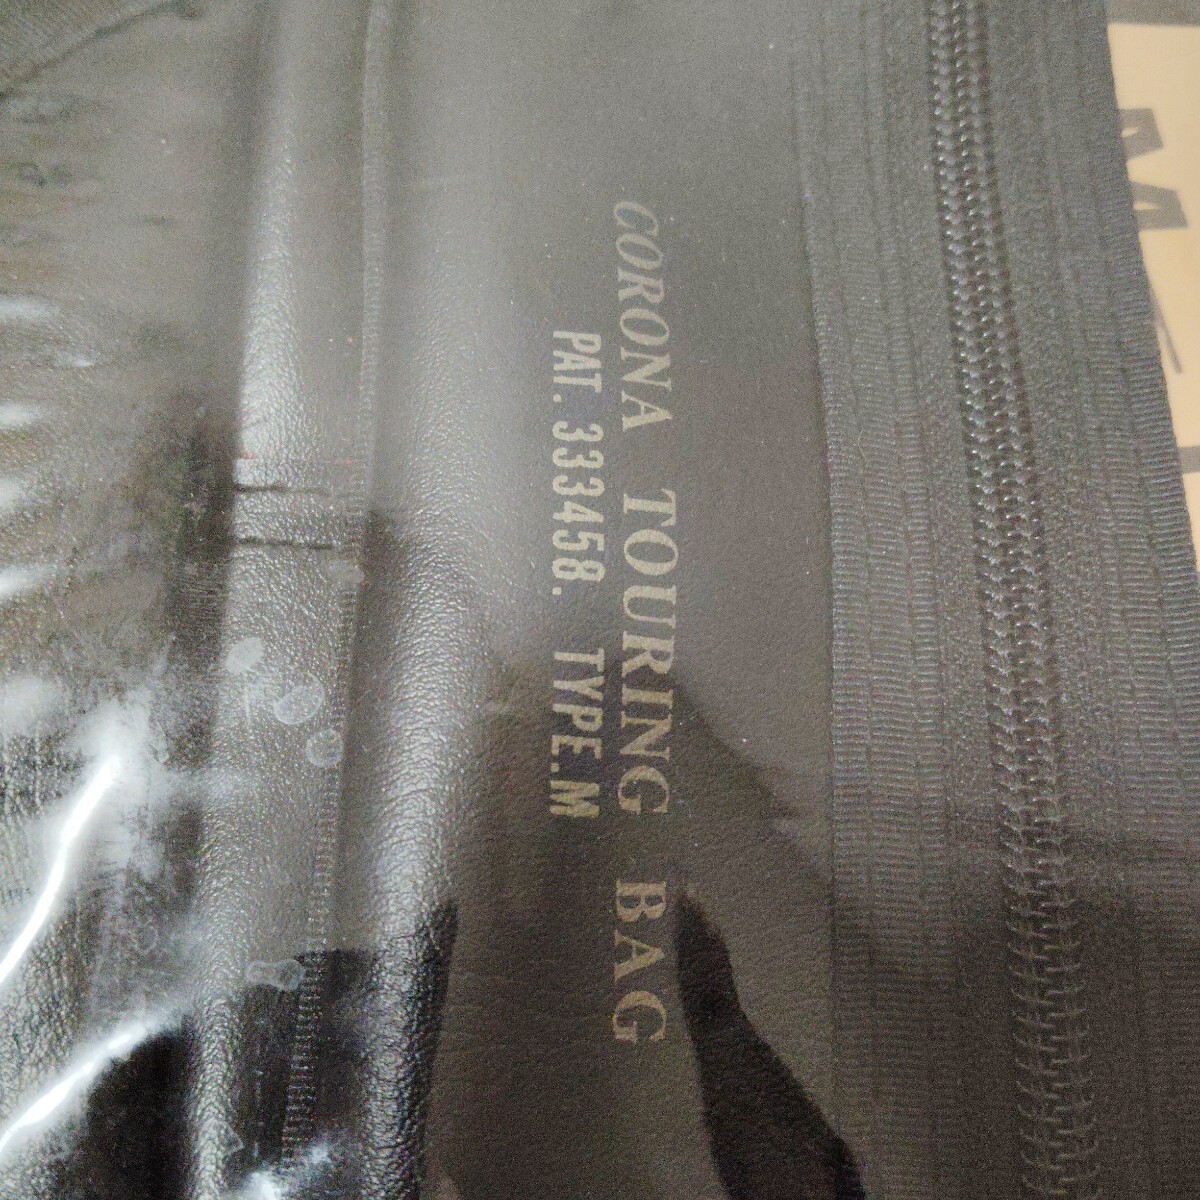 CORONA TOURING BAG
PAT. 333458. TYPE.M